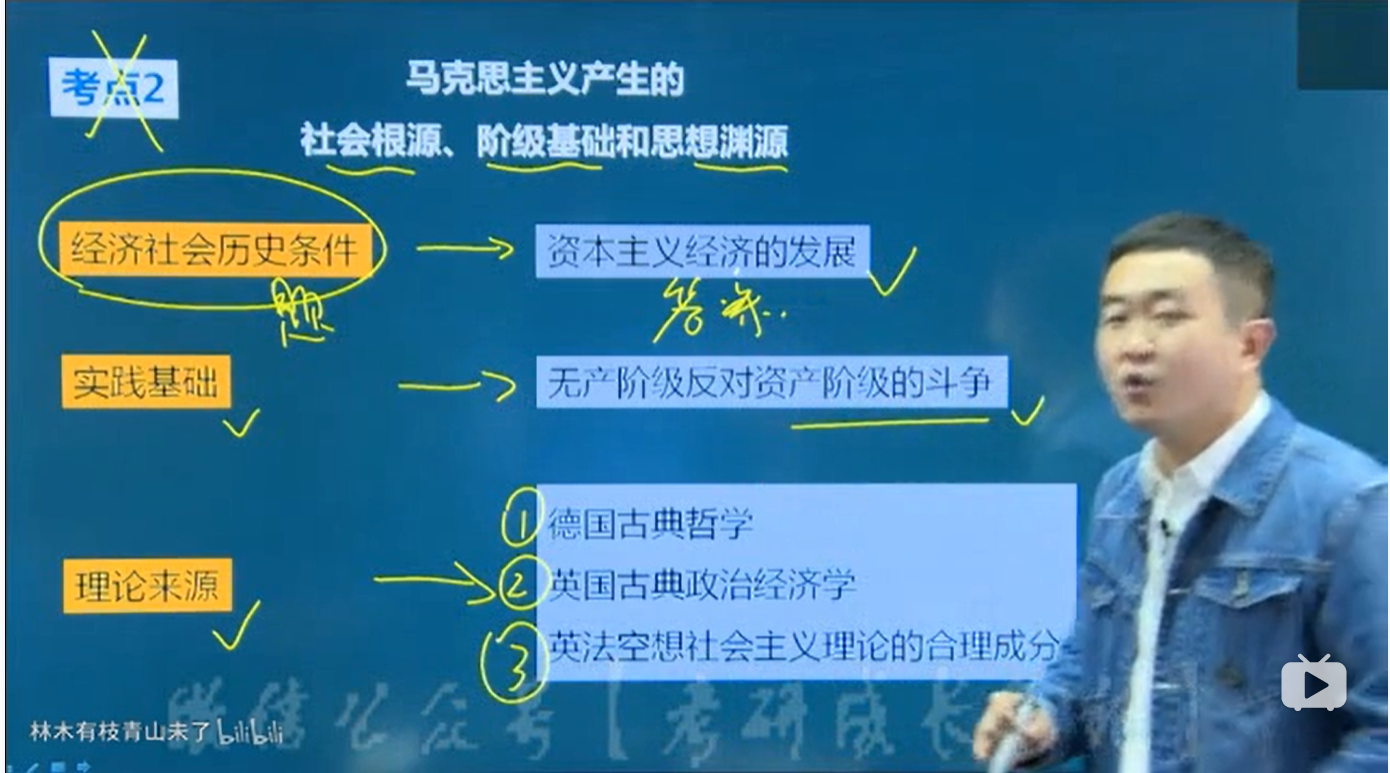 考点2
马克思主义产生的
社会根源、阶级基础和思想渊源
经济社会历史条件
资本主义经济的发展
题
答案..
实践基础
无产阶级反对资产阶级的斗争
① 德国古典哲学
理论来源
② 英国古典政治经济学
③ 英法空想社会主义理论的合理成分
微信公众号【考研成长
林木有枝青山未了 bilibili